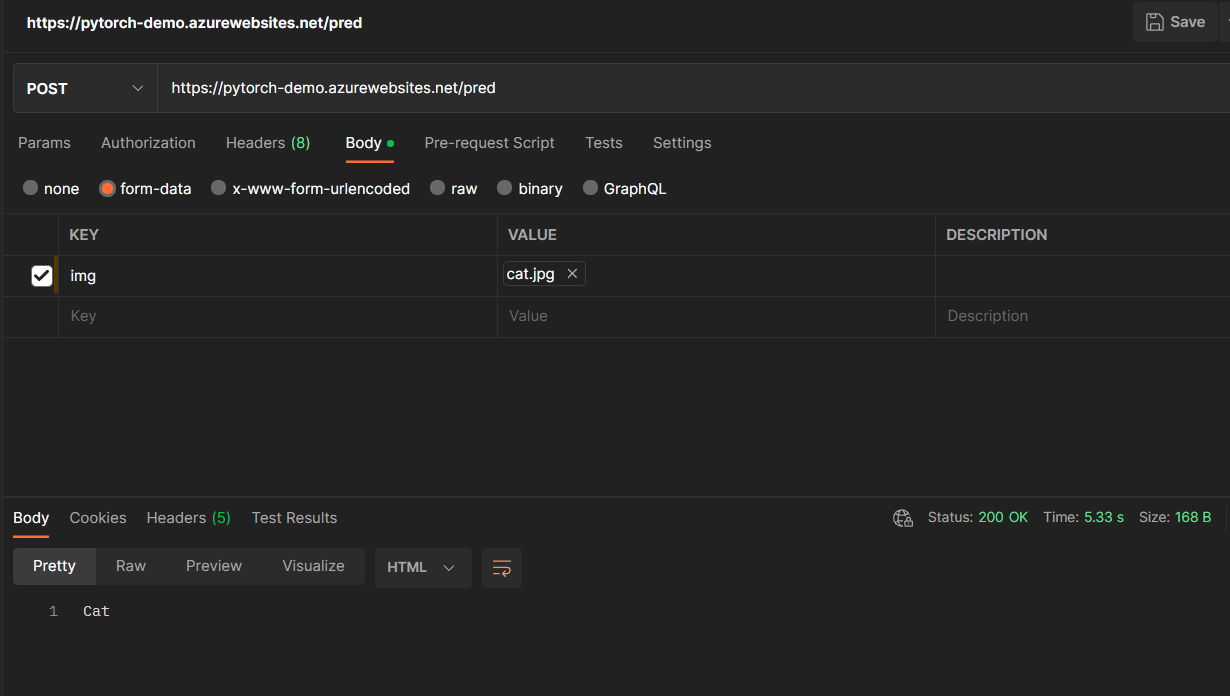 https://pytorch-demo.azurewebsites.net/pred Save
POST https://pytorch-demo.azurewebsites.net/pred
Params Authorization Headers (8) Body Pre-request Script Tests Settings
none form-data x-www-form-urlencoded raw binary GraphQL
KEY VALUE DESCRIPTION
img cat.jpg
Key Value Description
Body Cookies Headers (5) Test Results Status: 200 OK Time: 5.33 s Size: 168 B
Pretty Raw Preview Visualize HTML
1 Cat